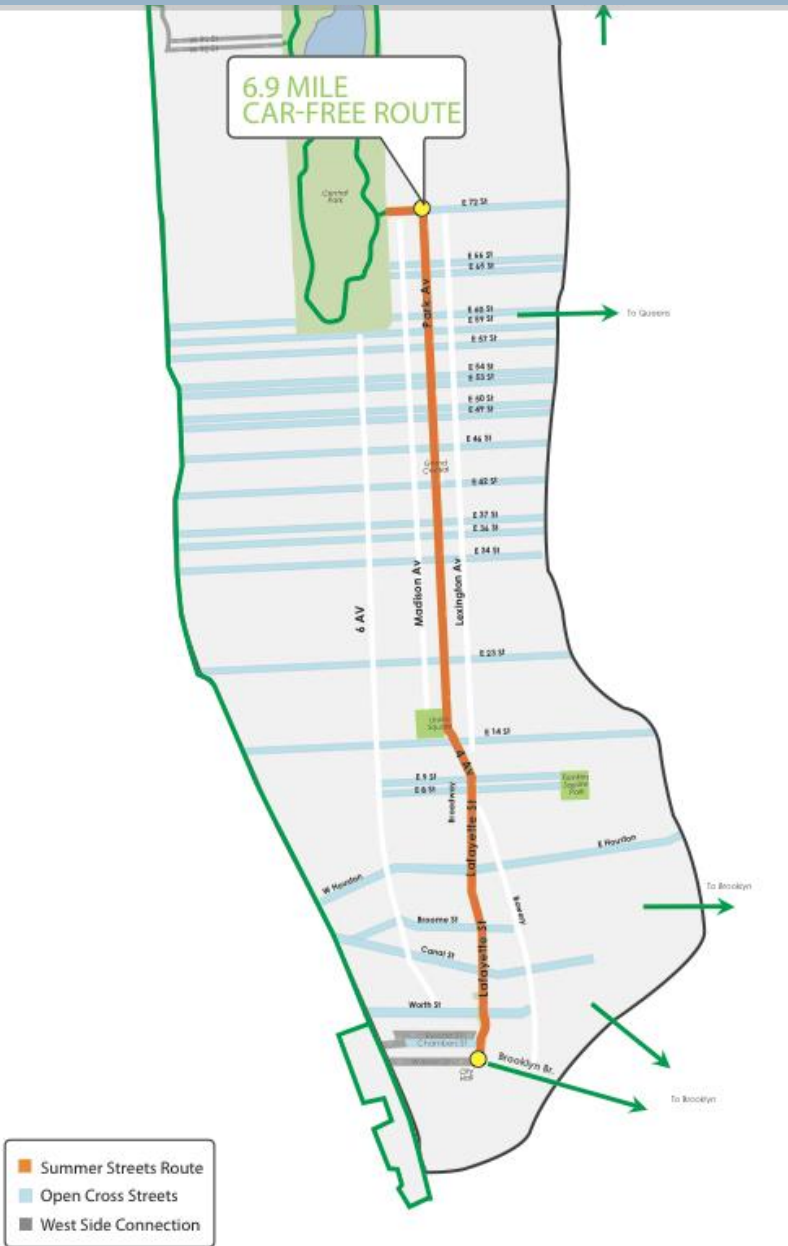 6.9 MILE
CAR-FREE ROUTE
Central
Park
E 72 St
E 66 St
E 65 St
Park Av
E 60 St
E 59 St
To Queens
E 57 St
E 54 St
E 53 St
E 50 St
E 49 St
E 46 St
Grand
Central
E 42 St
E 37 St
E 36 St
E 34 St
Madison Av
Lexington Av
6 AV
E 23 St
Union
Square
E 14 St
4 Av
E 9 St
E 8 St
Broadway
Square
Park
Lafayette St
E Houston
W Houston
To Brooklyn
Bowery
Broome St
Canal St
Lafayette St
Worth St
Chambers St
City
Hall
Brooklyn Br.
To Brooklyn
Summer Streets Route
Open Cross Streets
West Side Connection